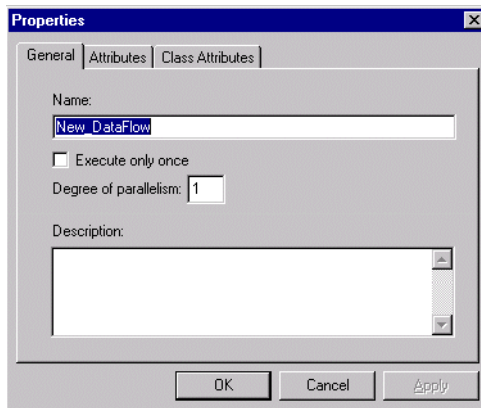 Properties
General Attributes Class Attributes
Name:
New_DataFlow
Execute only once
Degree of parallelism: 1
Description:
OK Cancel Apply